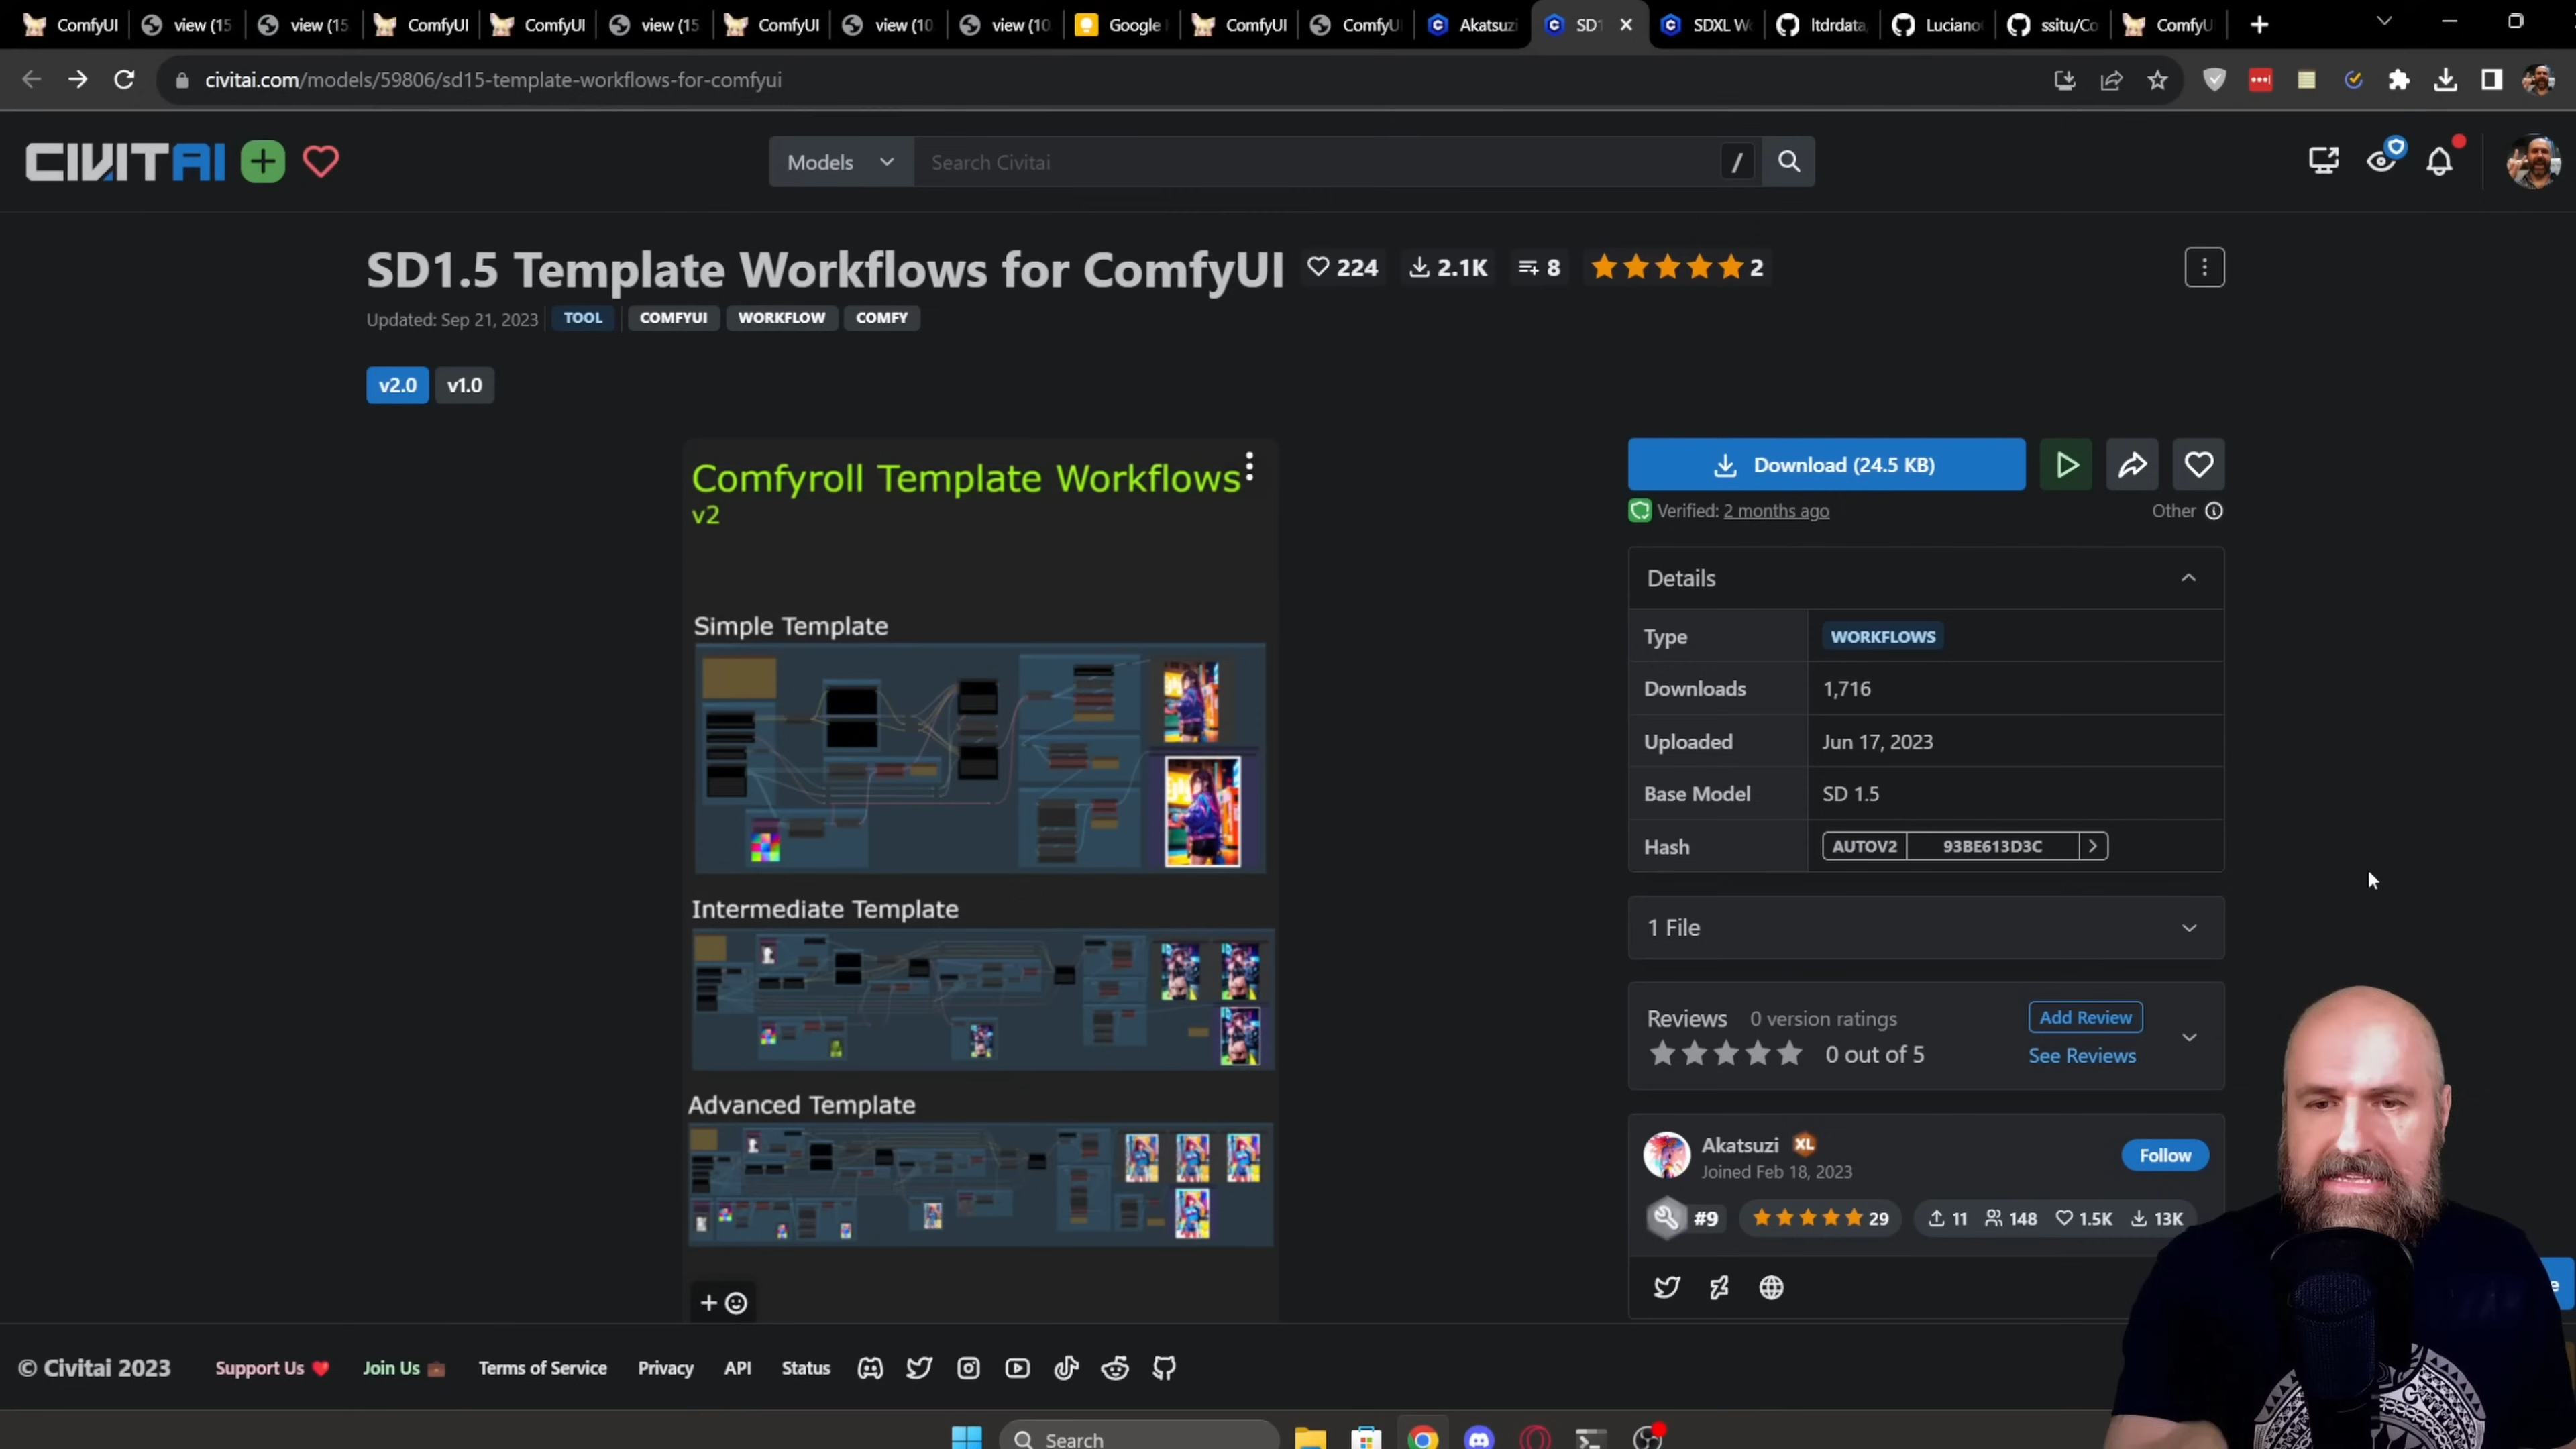 ComfyUI view (15 view (15 ComfyUI ComfyUI view (15 ComfyUI view (10 view (10 Google ComfyUI ComfyUI Akatsuzi SD1 SDXL Wo ltdrdata, Luciano ssitu/Co ComfyU
civitai.com/models/59806/sd15-template-workflows-for-comfyui
CIVITAI Models Search Civitai /
SD1.5 Template Workflows for ComfyUI 224 2.1K 8 2
Updated: Sep 21, 2023 TOOL COMFYUI WORKFLOW COMFY
v2.0 v1.0
Comfyroll Template Workflows
v2
Simple Template
Intermediate Template
Advanced Template
Download (24.5 KB)
Verified: 2 months ago Other
Details
Type WORKFLOWS
Downloads 1,716
Uploaded Jun 17, 2023
Base Model SD 1.5
Hash AUTOV2 93BE613D3C
1 File
Reviews 0 version ratings Add Review
0 out of 5 See Reviews
Akatsuzi XL Follow
Joined Feb 18, 2023
#9 29 11 148 1.5K 13K
© Civitai 2023 Support Us Join Us Terms of Service Privacy API Status
Search